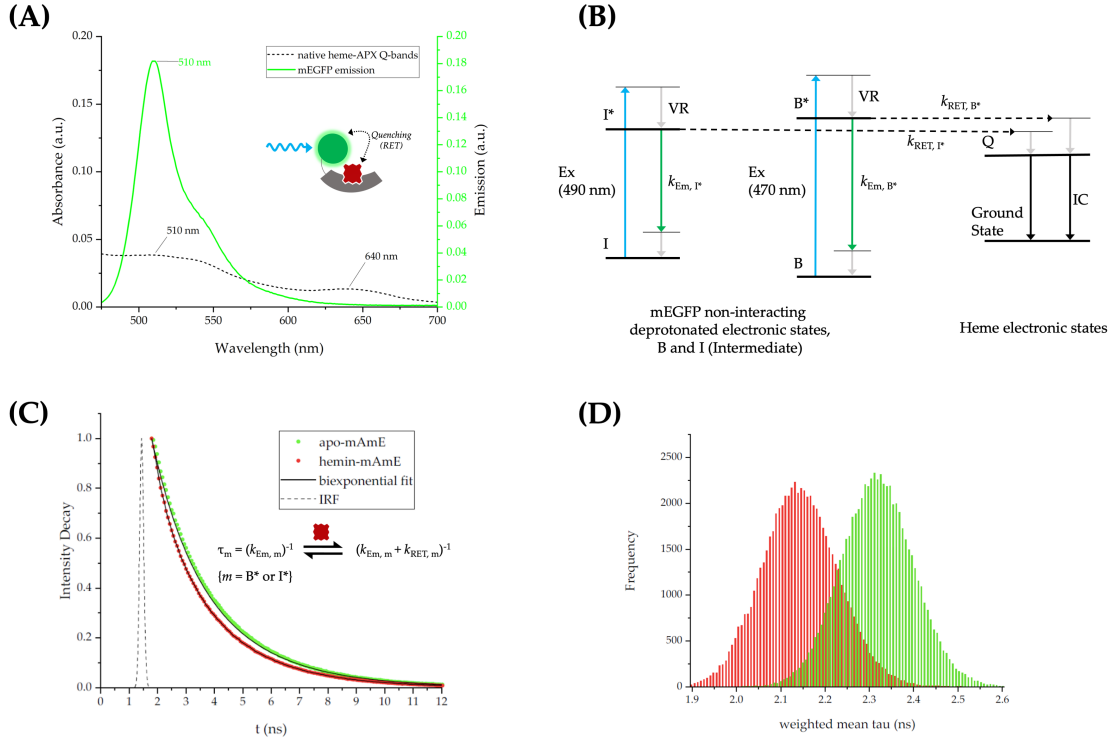 (A)
0.20
0.15
0.10
0.05
0.00
Absorbance (a.u.)
0.20
0.18
0.16
0.14
0.12
0.10
0.08
0.06
0.04
0.02
0.00
Emission (a.u.)
500
550
600
650
700
Wavelength (nm)
510 nm
native heme-APX Q-bands
mEGFP emission
Quenching
(RET)
510 nm
640 nm
(B)
I*
VR
Ex
(490 nm)
kEm, I*
I
B*
VR
Ex
(470 nm)
kEm, B*
B
kRET, B*
kRET, I*
Q
Ground
State
IC
mEGFP non-interacting
deprotonated electronic states,
B and I (Intermediate)
Heme electronic states
(C)
1.0
0.8
0.6
0.4
0.2
1.0
Intensity Decay
apo-mAmE
hemin-mAmE
biexponential fit
IRF
τm = (kEm, m)-1
(kEm, m + kRET, m)-1
{m = B* or I*}
0
1
2
3
4
5
6
7
8
9
10
11
12
t (ns)
(D)
2500
2000
1500
1000
500
0
Frequency
1.9
2.0
2.1
2.2
2.3
2.4
2.5
2.6
weighted mean tau (ns)